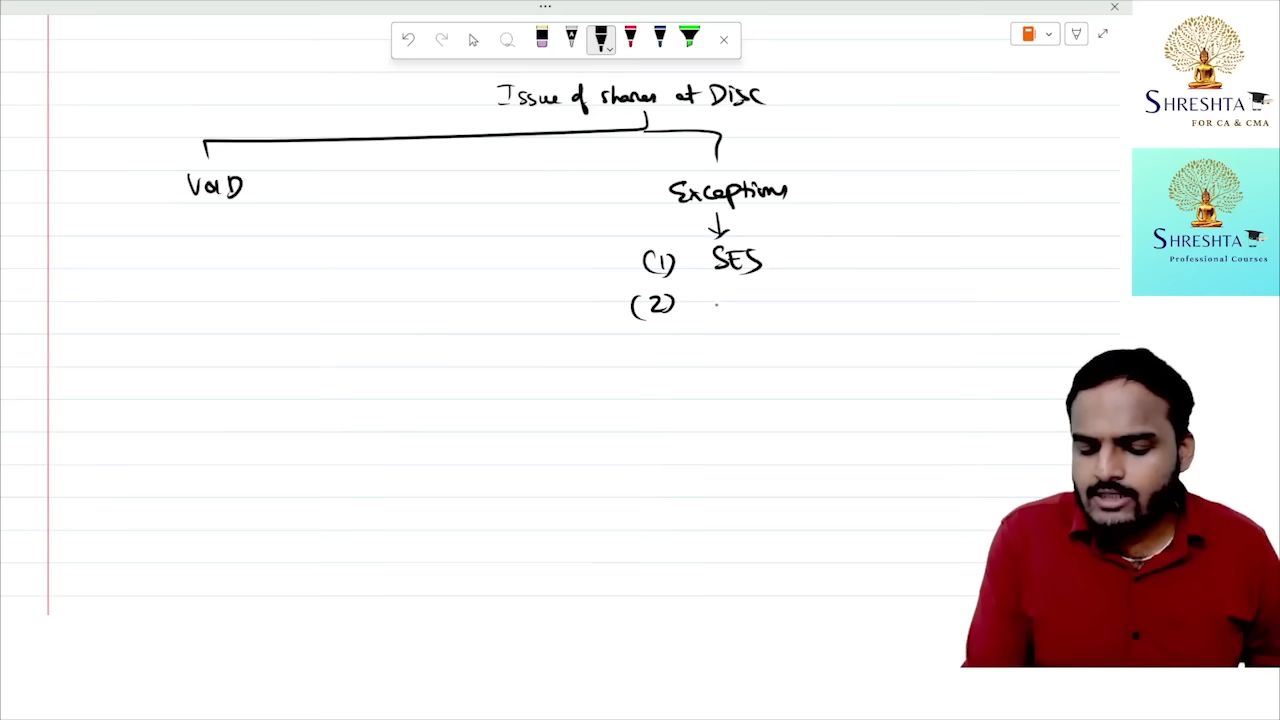 SHRESHTA
FOR CA & CMA
SHRESHTA
Professional Courses
Issue of shares at Disc
Void
Exceptions
(1) SES
(2)